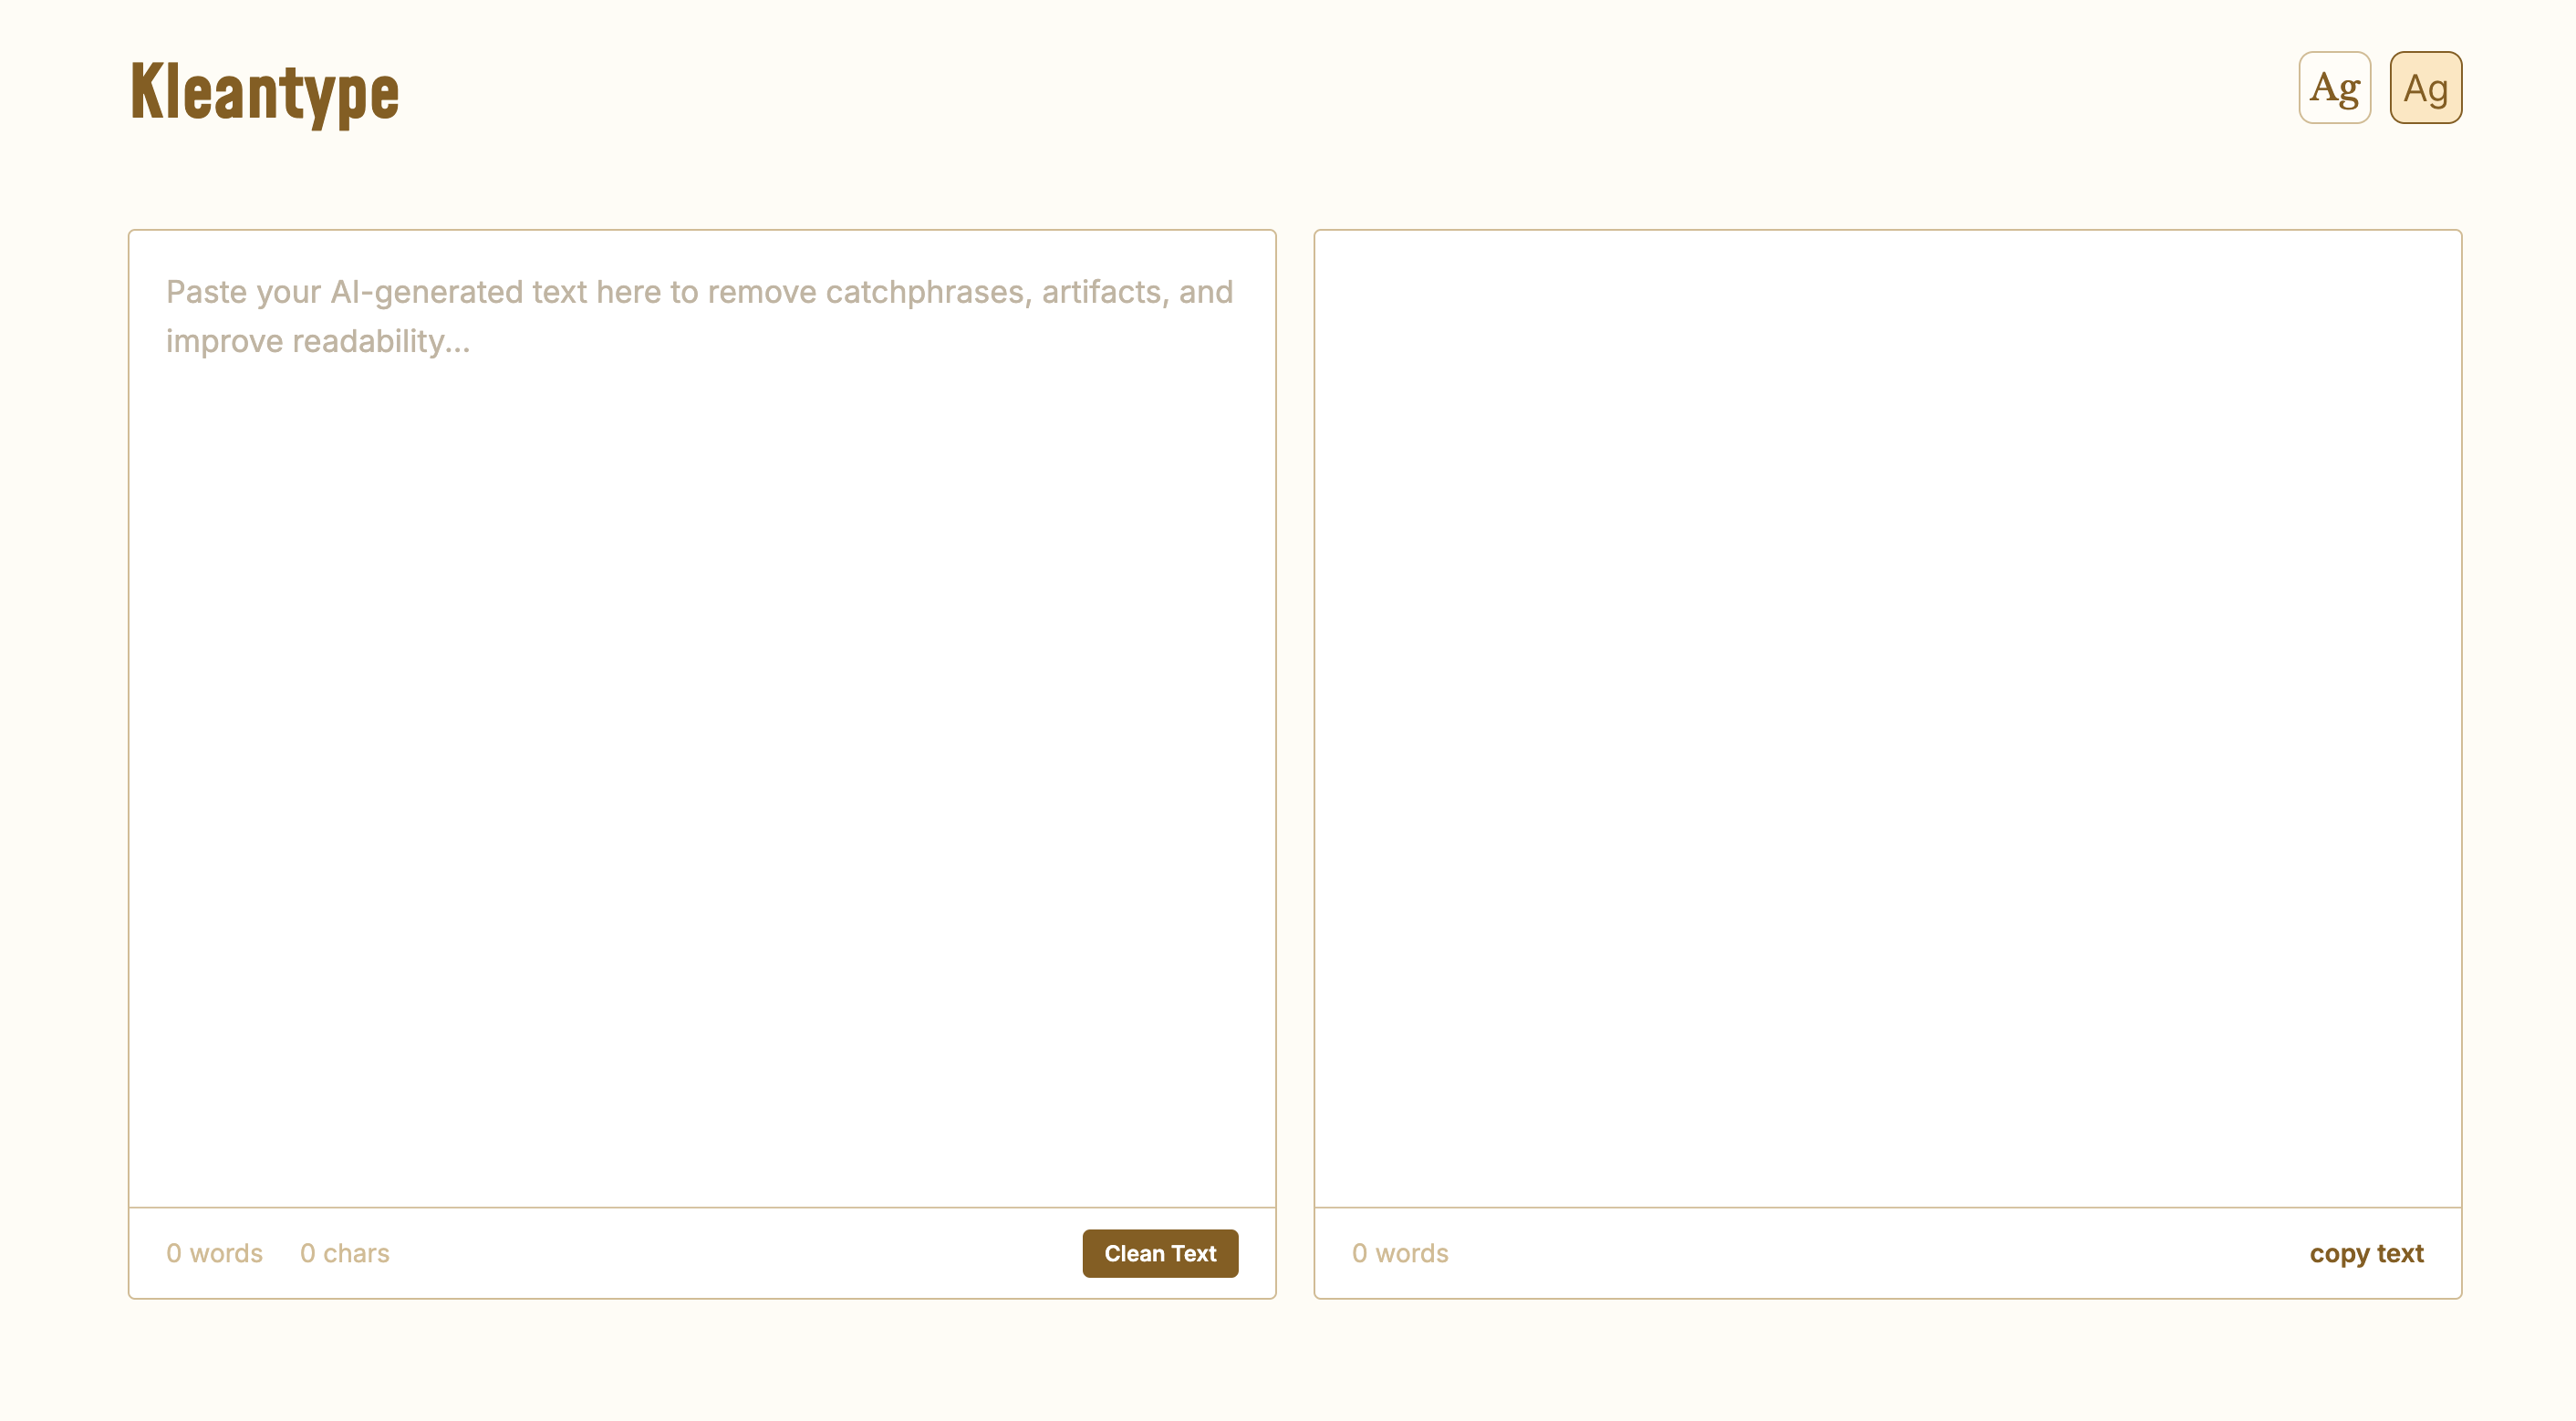 Kleantype
Ag
Ag
Paste your AI-generated text here to remove catchphrases, artifacts, and
improve readability...
0 words
0 chars
Clean Text
0 words
copy text